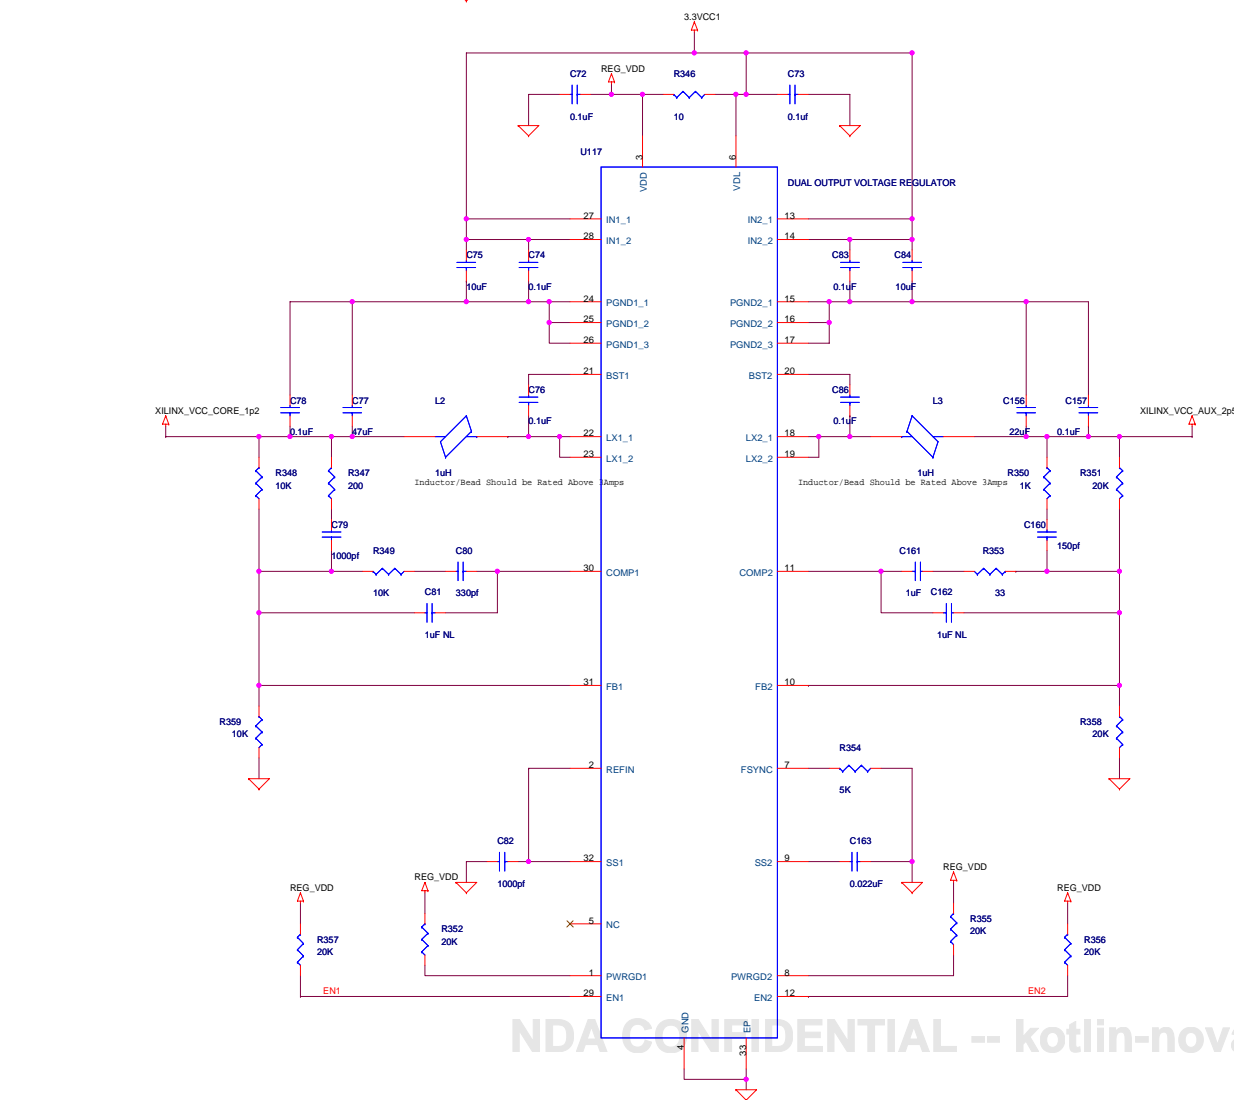 3.3VCC1
C72
REG_VDD
R346
C73
0.1uF
10
0.1uf
U117
3
6
VDD
VDL
DUAL OUTPUT VOLTAGE REGULATOR
27
IN1_1
IN2_1
13
28
IN1_2
IN2_2
14
C75
C74
C83
C84
10uF
0.1uF
0.1uF
10uF
24
PGND1_1
PGND2_1
15
25
PGND1_2
PGND2_2
16
26
PGND1_3
PGND2_3
17
21
BST1
BST2
20
C78
C77
L2
C76
C86
L3
C156
C157
XILINX_VCC_CORE_1p2
XILINX_VCC_AUX_2p5
0.1uF
47uF
0.1uF
0.1uF
22uF
0.1uF
22
LX1_1
LX2_1
18
23
LX1_2
LX2_2
19
R348
10K
R347
200
1uH
1uH
R350
1K
R351
20K
Inductor/Bead Should be Rated Above 3Amps
Inductor/Bead Should be Rated Above 3Amps
C79
1000pf
C160
150pf
R349
C80
C161
R353
30
COMP1
COMP2
11
10K
330pf
1uF
33
C81
C162
1uF NL
1uF NL
31
FB1
FB2
10
R359
10K
R358
20K
R354
2
REFIN
FSYNC
7
5K
C82
C163
32
SS1
SS2
9
1000pf
0.022uF
REG_VDD
REG_VDD
REG_VDD
REG_VDD
5
NC
R357
20K
R352
20K
R355
20K
R356
20K
1
PWRGD1
PWRGD2
8
EN1
29
EN1
EN2
12
EN2
GND
EP
4
33
NDA CONFIDENTIAL -- kotlin-nova